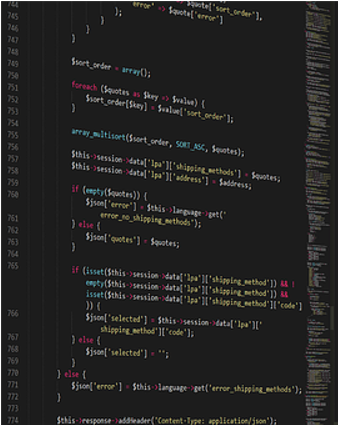 744 error' => $quote['sort_order'],
745 $quote['error']
746 );
}
747 }
748
749 $sort_order = array();
750
751 foreach ($quotes as $key => $value) {
752 $sort_order[$key] = $value['sort_order'];
753 }
754
755 array_multisort($sort_order, SORT_ASC, $quotes);
756
757 $this->session->data['lpa']['shipping_methods'] = $quotes;
758 $this->session->data['lpa']['address'] = $address;
759
760 if (empty($quotes)) {
761 $json['error'] = $this->language->get('
error_no_shipping_methods');
762 } else {
763 $json['quotes'] = $quotes;
764 }
765
if (isset($this->session->data['lpa']['shipping_method']) && !
empty($this->session->data['lpa']['shipping_method']) &&
isset($this->session->data['lpa']['shipping_method']['code']
)) {
766 $json['selected'] = $this->session->data['lpa']['
shipping_method']['code'];
767 } else {
768 $json['selected'] = '';
769 }
770 } else {
771 $json['error'] = $this->language->get('error_shipping_methods');
772 }
773
774 $this->response->addHeader('Content-Type: application/json');